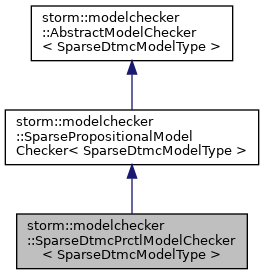 storm::modelchecker
::AbstractModelChecker
< SparseDtmcModelType >
storm::modelchecker
::SparsePropositionalModel
Checker< SparseDtmcModelType >
storm::modelchecker
::SparseDtmcPrctlModelChecker
< SparseDtmcModelType >